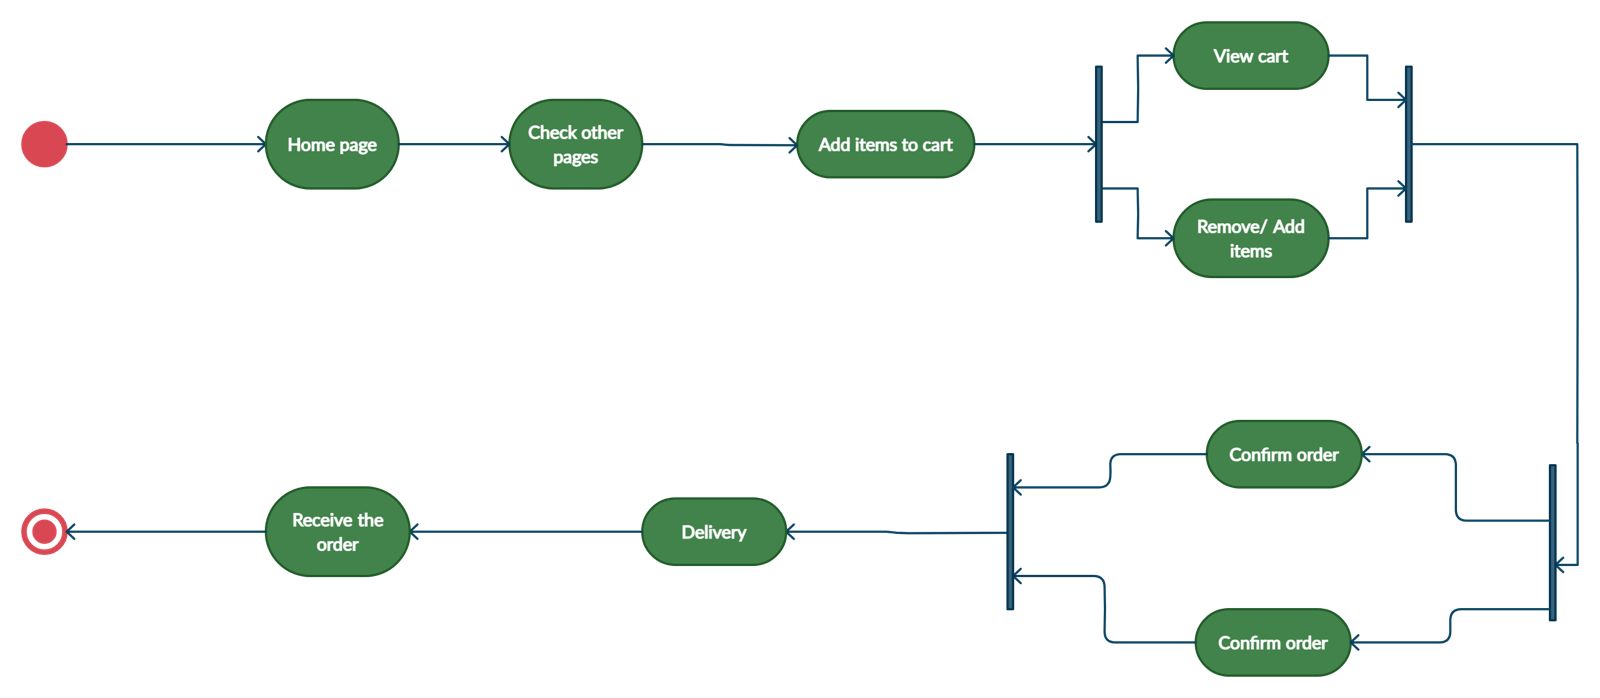 Home page
Check other
pages
Add items to cart
View cart
Remove/ Add
items
Confirm order
Confirm order
Delivery
Receive the
order